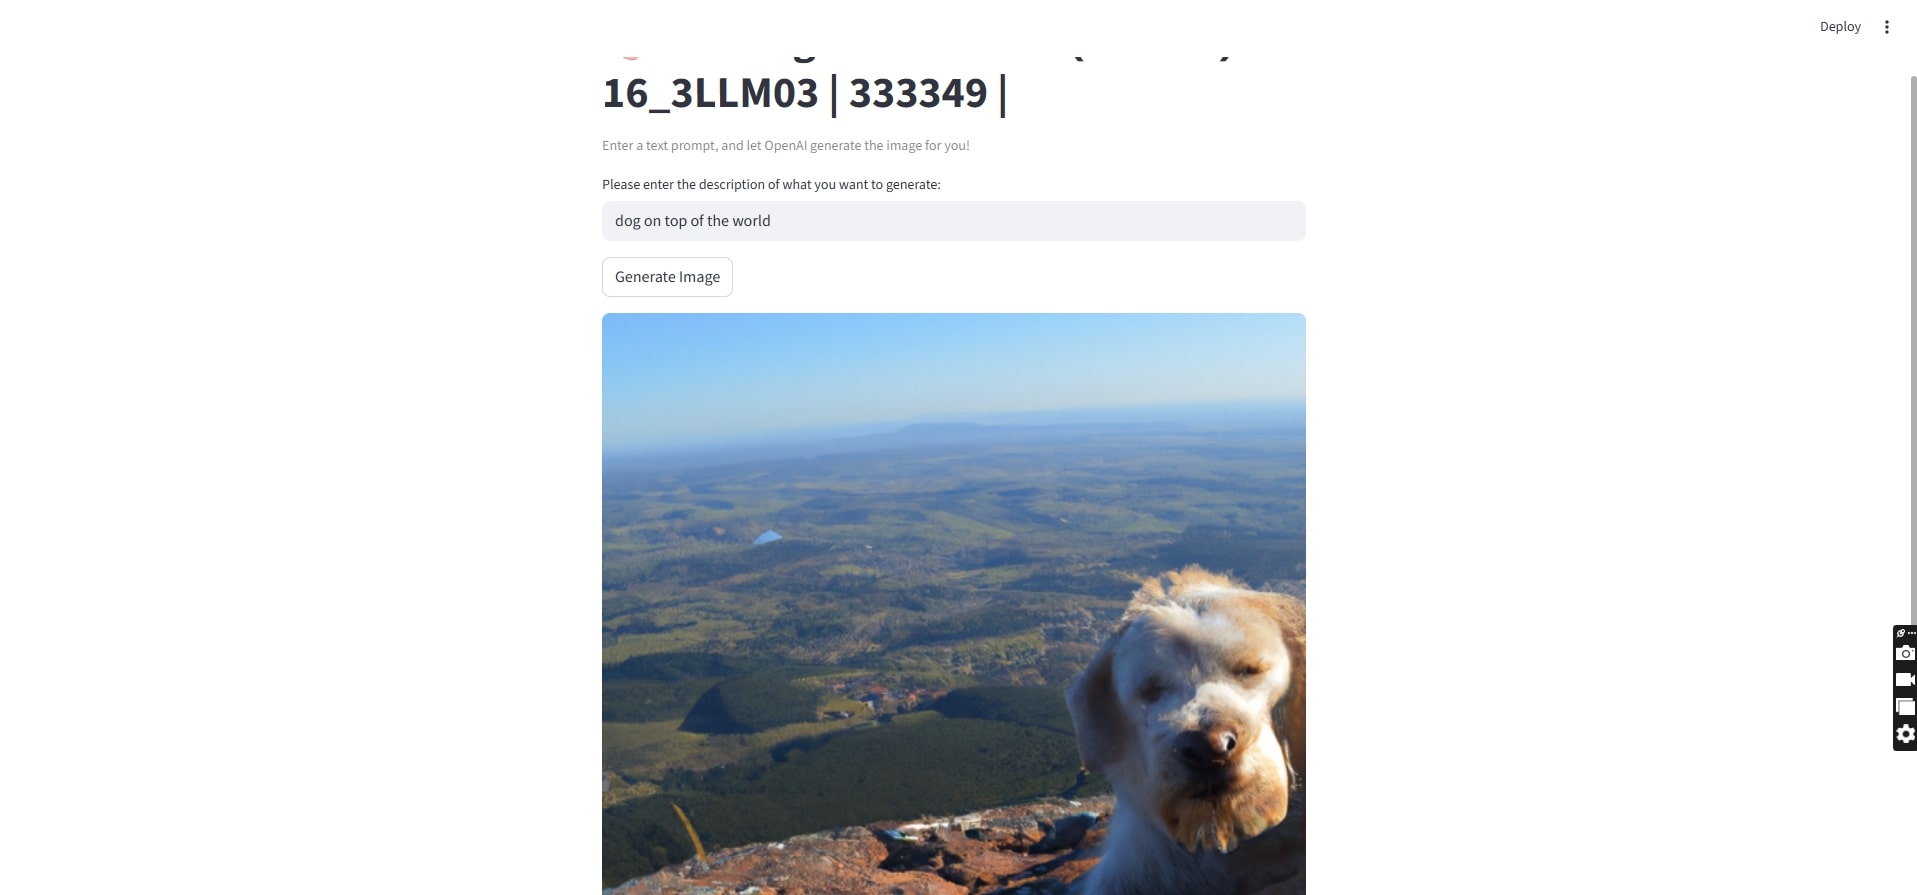 Deploy
16_3LLM03 | 333349 |
Enter a text prompt, and let OpenAI generate the image for you!
Please enter the description of what you want to generate:
dog on top of the world
Generate Image